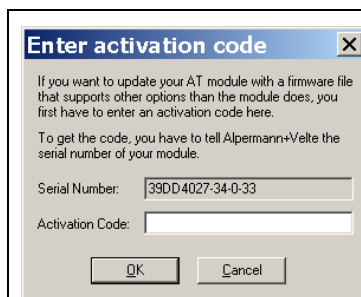 Enter activation code
If you want to update your AT module with a firmware file
that supports other options than the module does, you
first have to enter an activation code here.
To get the code, you have to tell Alpermann+Velte the
serial number of your module.
Serial Number: 39DD4027-34-0-33
Activation Code:
OK Cancel